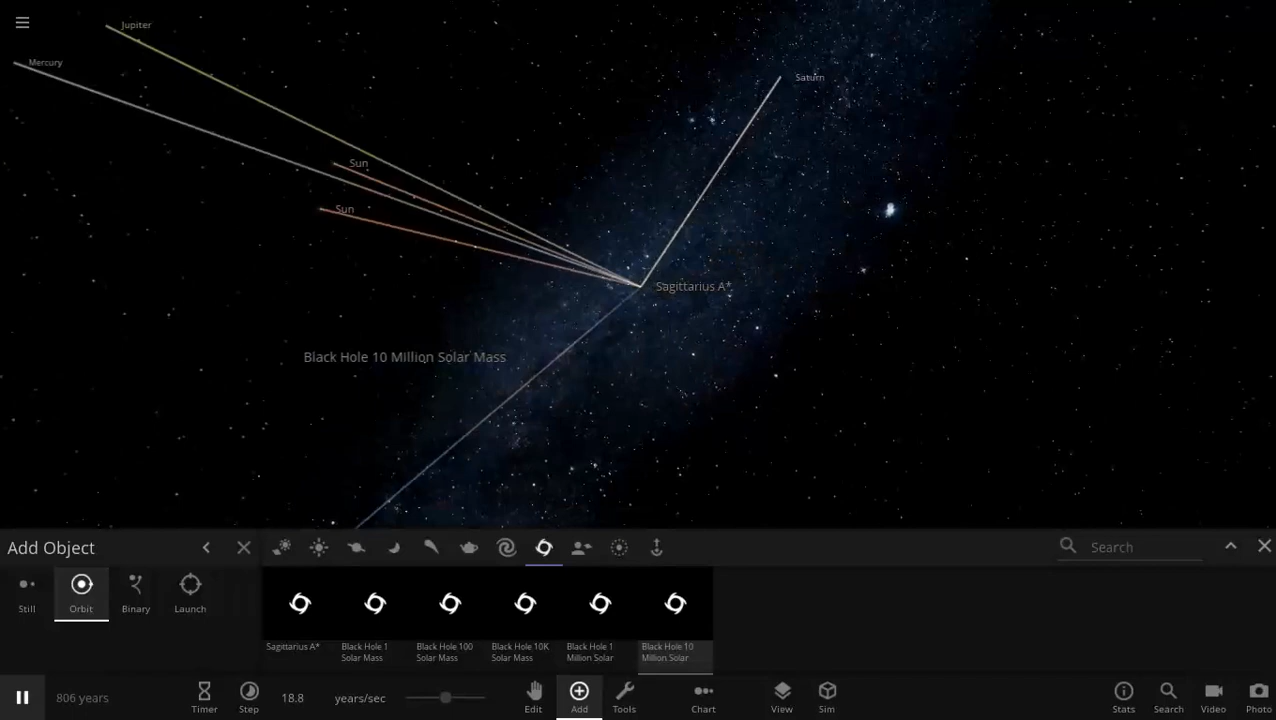 Jupiter
Mercury
Saturn
Sun
Sun
Sagittarius A*
Black Hole 10 Million Solar Mass
Add Object
Search
Still
Orbit
Binary
Launch
Sagittarius A*
Black Hole 1
Solar Mass
Black Hole 100
Solar Mass
Black Hole 10K
Solar Mass
Black Hole 1
Million Solar
Black Hole 10
Million Solar
806 years
Timer
Step
18.8
years/sec
Edit
Add
Tools
Chart
View
Sim
Stats
Search
Video
Photo